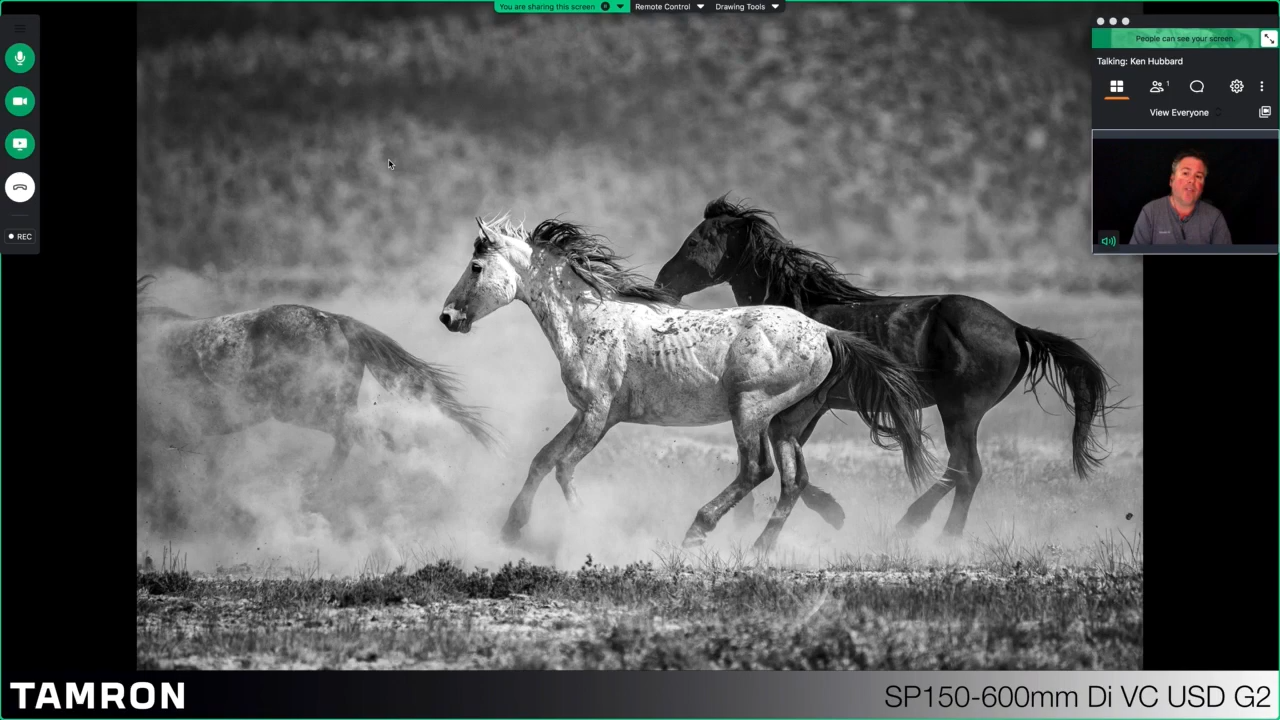 You are sharing this screen
Remote Control
Drawing Tools
People can see your screen.
Talking: Ken Hubbard
1
View Everyone
REC
TAMRON
SP150-600mm Di VC USD G2